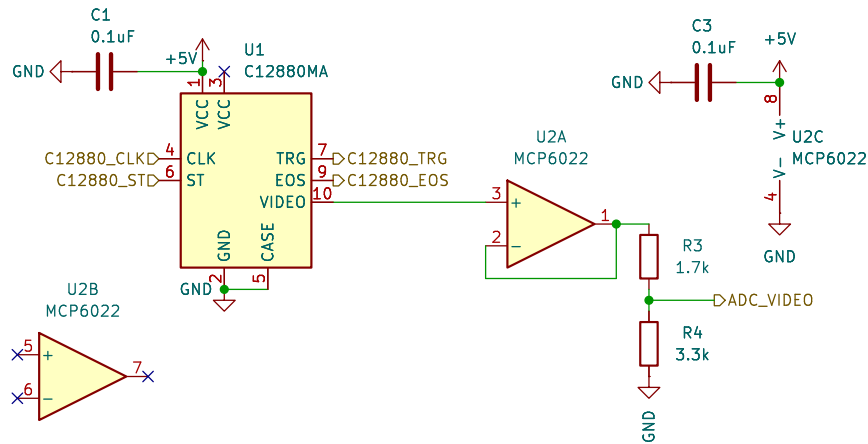 C1
0.1uF
GND
+5V
U1
C12880MA
1
3
VCC
VCC
C12880_CLK
4
CLK
C12880_ST
6
ST
TRG
7
C12880_TRG
EOS
9
C12880_EOS
VIDEO
10
GND
CASE
2
5
GND
U2A
MCP6022
3
+
2
−
1
R3
1.7k
ADC_VIDEO
R4
3.3k
GND
C3
0.1uF
GND
+5V
8
V+
U2C
MCP6022
V-
4
GND
U2B
MCP6022
5
+
6
−
7